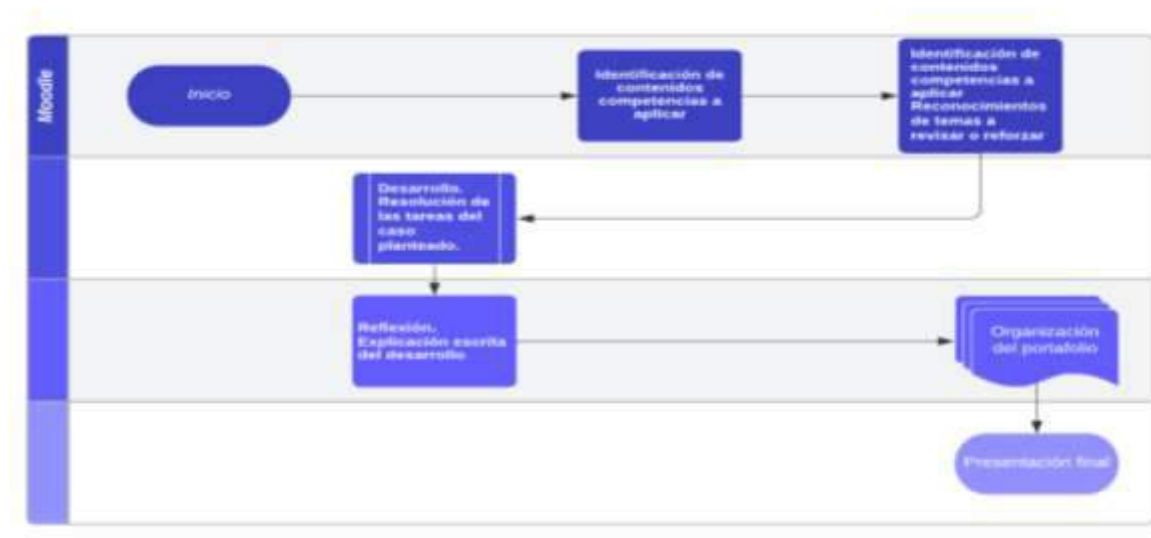 Moodle
Inicio
Identificación de
contenidos
competencias a
aplicar
Identificación de
contenidos
competencias a
aplicar
Reconocimientos
de temas a
revisar o reforzar
Desarrollo.
Resolución de
las tareas del
caso
planteado.
Reflexión.
Explicación escrita
del desarrollo
Organización
del portafolio
Presentación final